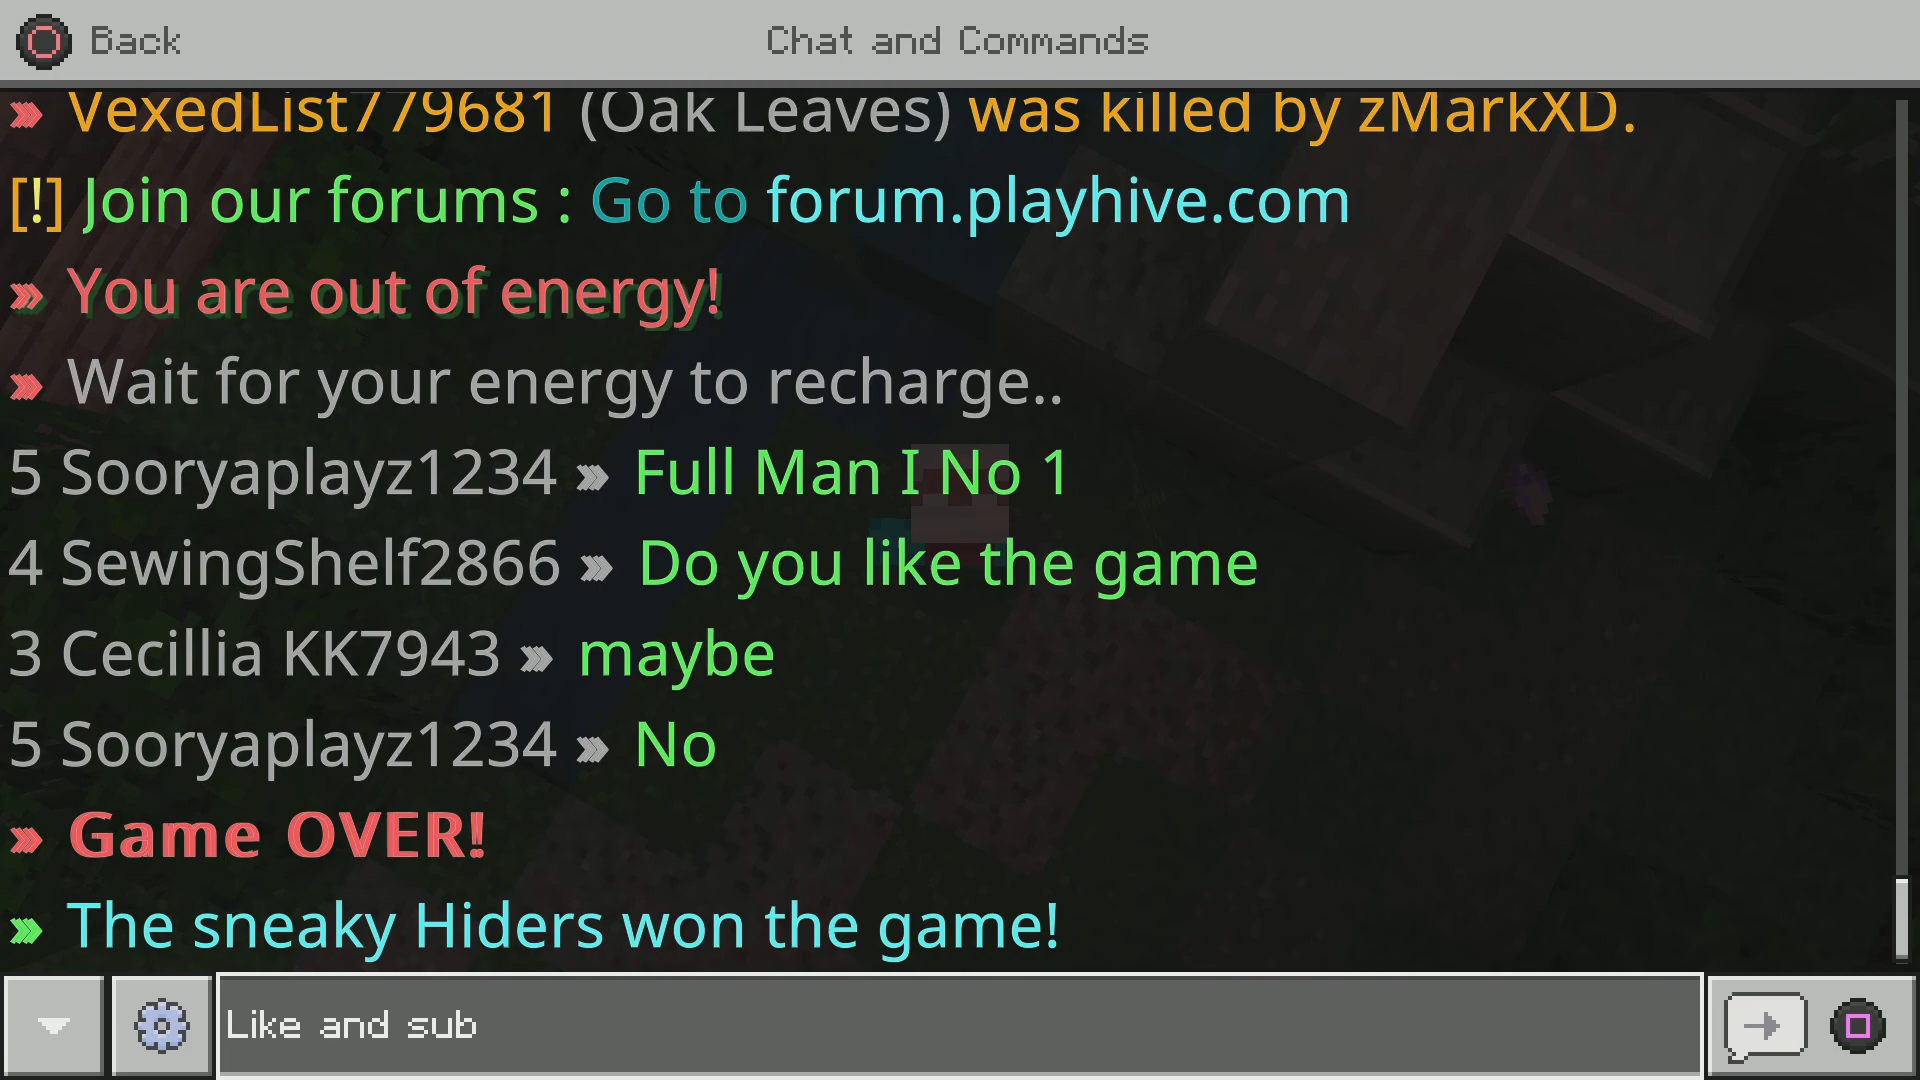 Back
Chat and Commands
» VexedList779681 (Oak Leaves) was killed by zMarkXD.
[!] Join our forums : Go to forum.playhive.com
» You are out of energy!
» Wait for your energy to recharge..
5 Sooryaplayz1234 » Full Man I No 1
4 SewingShelf2866 » Do you like the game
3 Cecillia KK7943 » maybe
5 Sooryaplayz1234 » No
» Game OVER!
» The sneaky Hiders won the game!
Like and sub